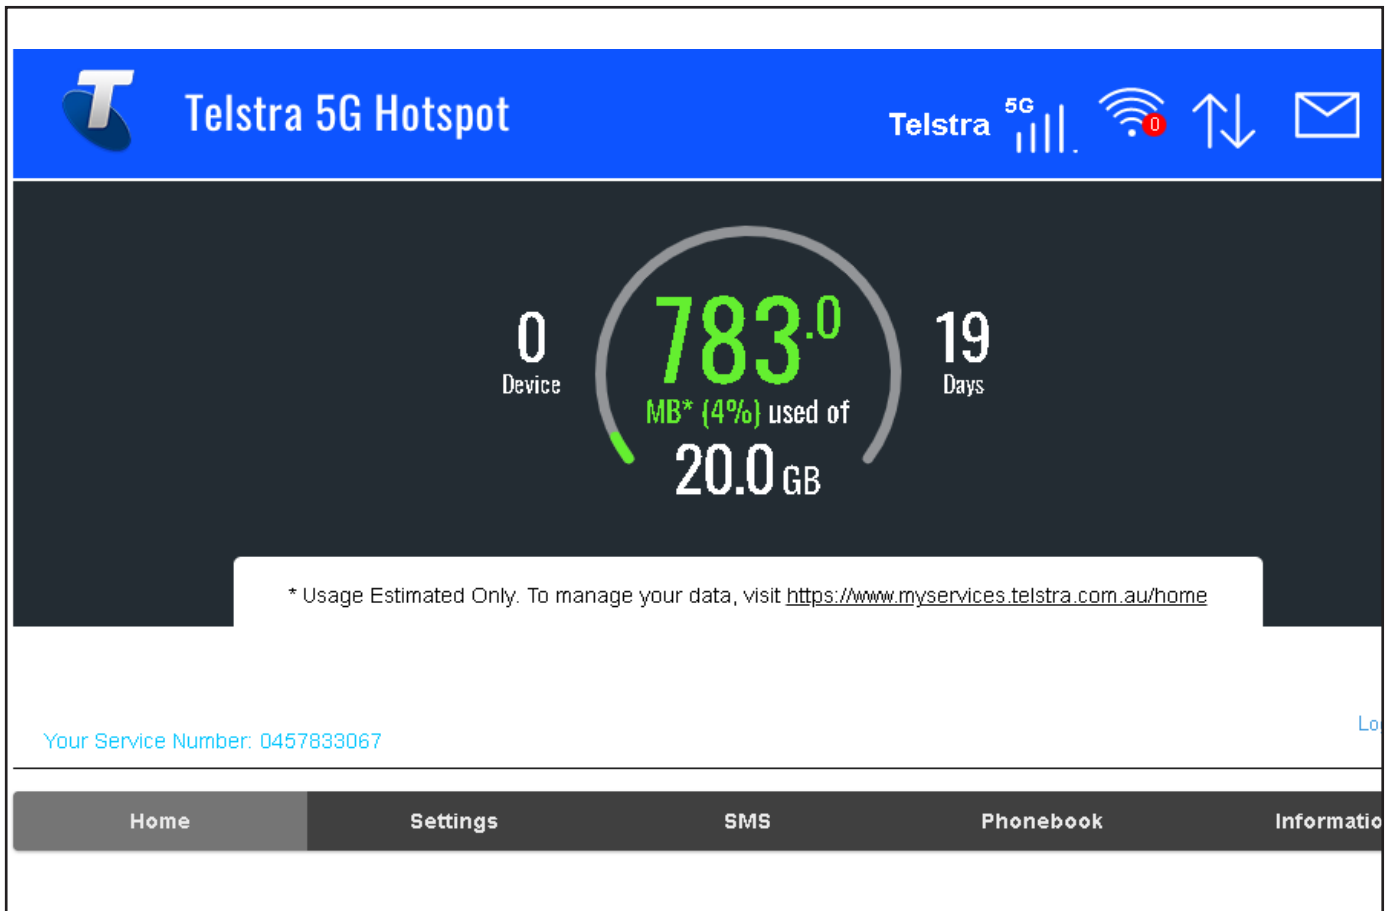 Telstra 5G Hotspot
Telstra 5G 0
783.0
0
Device
19
Days
MB* (4%) used of
20.0 GB
* Usage Estimated Only. To manage your data, visit https://www.myservices.telstra.com.au/home
Lo
Your Service Number: 0457833067
Home Settings SMS Phonebook Informatio